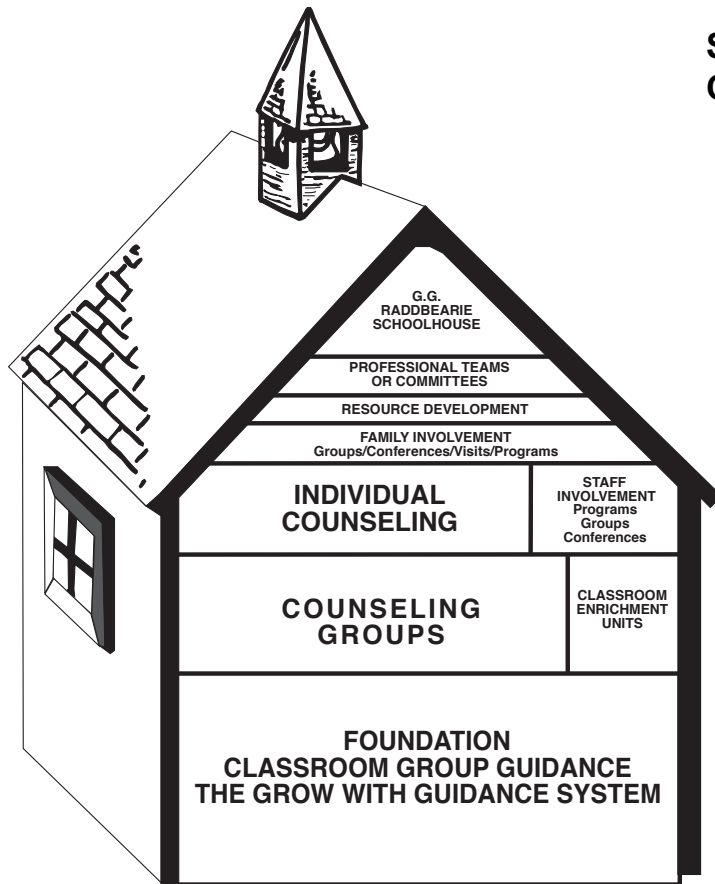 G.G.
RADDBEARIE
SCHOOLHOUSE
PROFESSIONAL TEAMS
OR COMMITTEES
RESOURCE DEVELOPMENT
FAMILY INVOLVEMENT
Groups/Conferences/Visits/Programs
INDIVIDUAL
COUNSELING
STAFF
INVOLVEMENT
Programs
Groups
Conferences
COUNSELING
GROUPS
CLASSROOM
ENRICHMENT
UNITS
FOUNDATION
CLASSROOM GROUP GUIDANCE
THE GROW WITH GUIDANCE SYSTEM